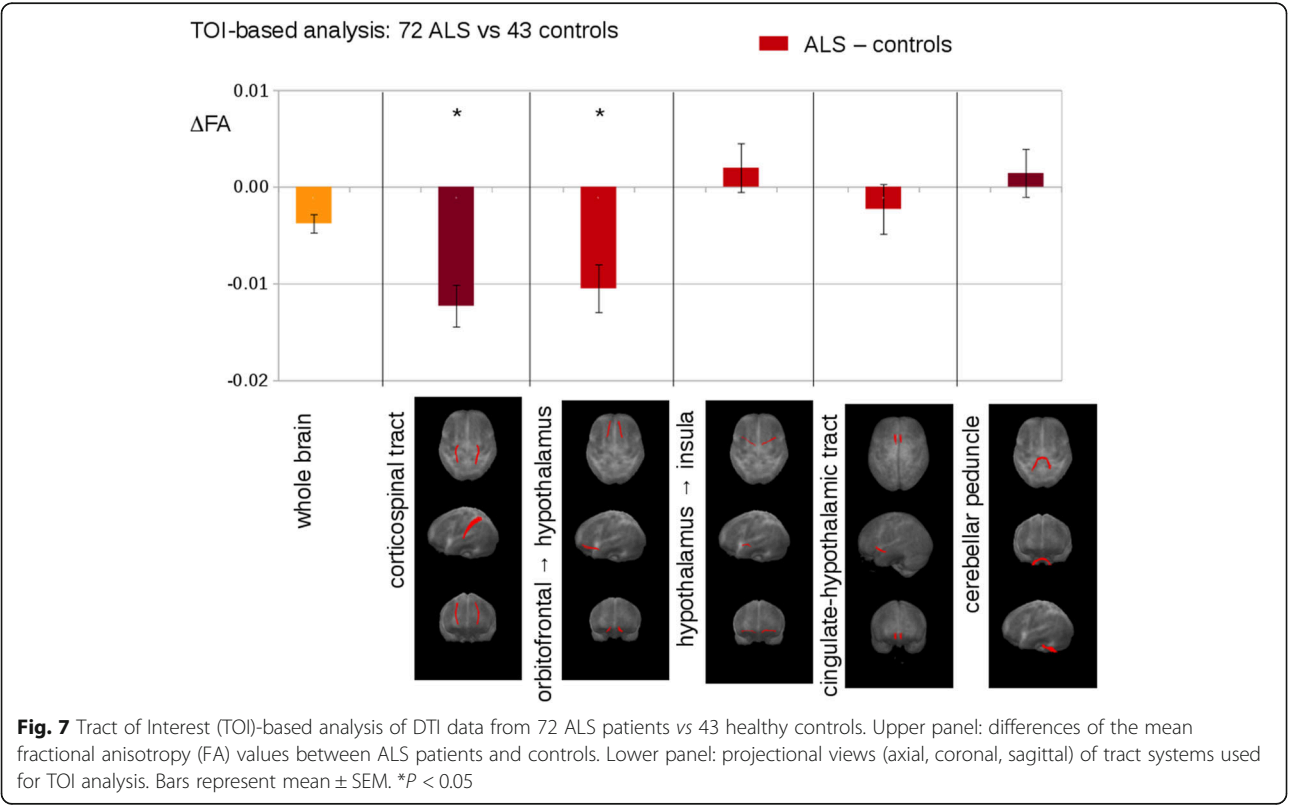 TOI-based analysis: 72 ALS vs 43 controls
ALS – controls
0.01
ΔFA
*
*
0.00
-0.01
-0.02
whole brain
corticospinal tract
orbitofrontal → hypothalamus
hypothalamus → insula
cingulate-hypothalamic tract
cerebellar peduncle
Fig. 7 Tract of Interest (TOI)-based analysis of DTI data from 72 ALS patients vs 43 healthy controls. Upper panel: differences of the mean
fractional anisotropy (FA) values between ALS patients and controls. Lower panel: projectional views (axial, coronal, sagittal) of tract systems used
for TOI analysis. Bars represent mean ± SEM. *P < 0.05